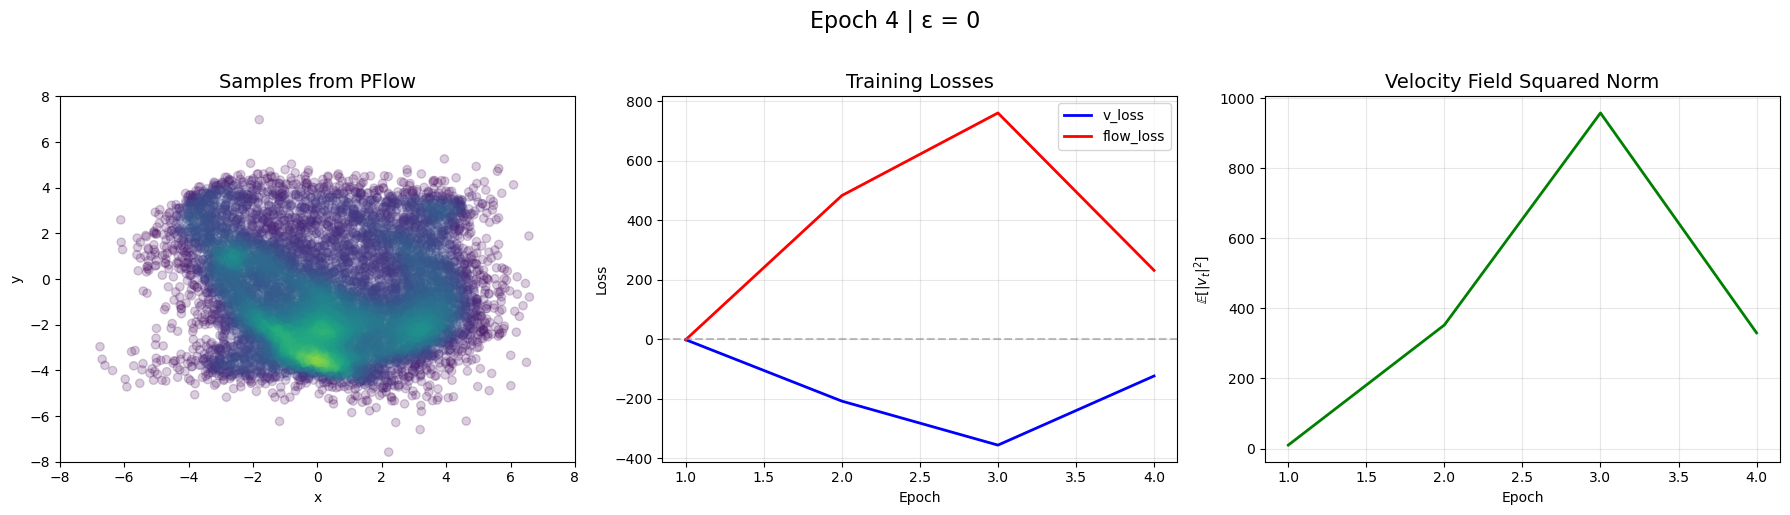 Epoch 4 | ε = 0
Samples from PFlow
8
6
4
2
0
−2
−4
−6
−8
y
−8 −6 −4 −2 0 2 4 6 8
x
Training Losses
v_loss
flow_loss
800
600
400
200
0
−200
−400
Loss
1.0 1.5 2.0 2.5 3.0 3.5 4.0
Epoch
Velocity Field Squared Norm
1000
800
600
400
200
0
𝔼[|v_t|²]
1.0 1.5 2.0 2.5 3.0 3.5 4.0
Epoch